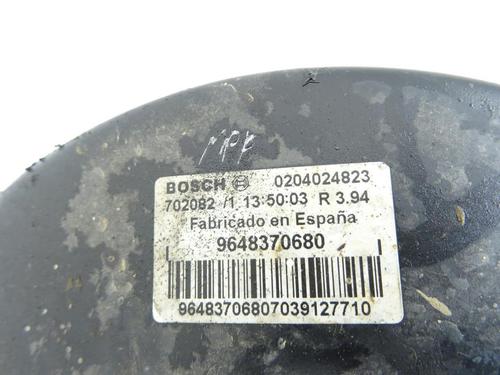 BOSCH 0204024823
702082 /1 13:50:03 R 3.94
Fabricado en España
9648370680
96483706807039127710